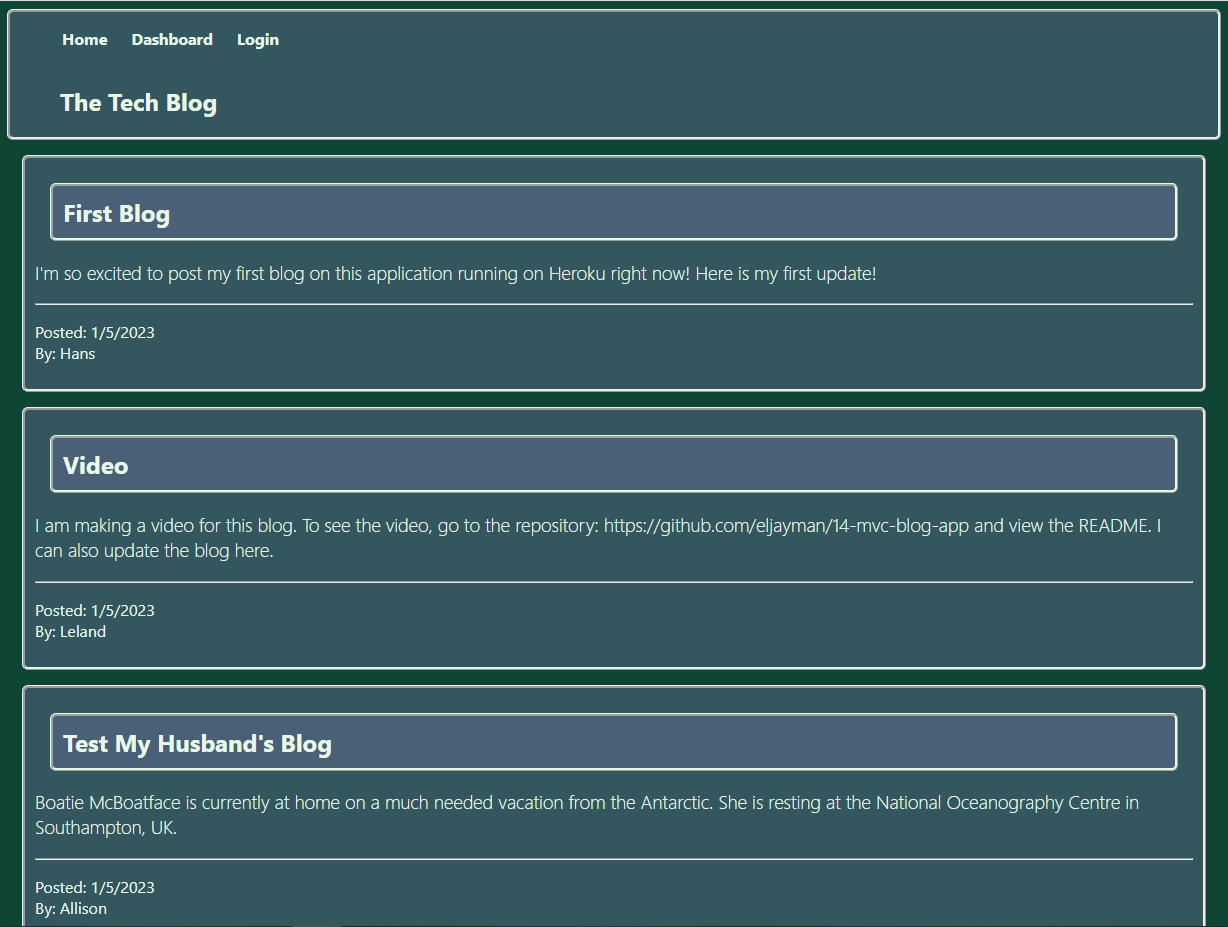 Home Dashboard Login
The Tech Blog
First Blog
I'm so excited to post my first blog on this application running on Heroku right now! Here is my first update!
Posted: 1/5/2023
By: Hans
Video
I am making a video for this blog. To see the video, go to the repository: https://github.com/eljayman/14-mvc-blog-app and view the README. I
can also update the blog here.
Posted: 1/5/2023
By: Leland
Test My Husband's Blog
Boatie McBoatface is currently at home on a much needed vacation from the Antarctic. She is resting at the National Oceanography Centre in
Southampton, UK.
Posted: 1/5/2023
By: Allison